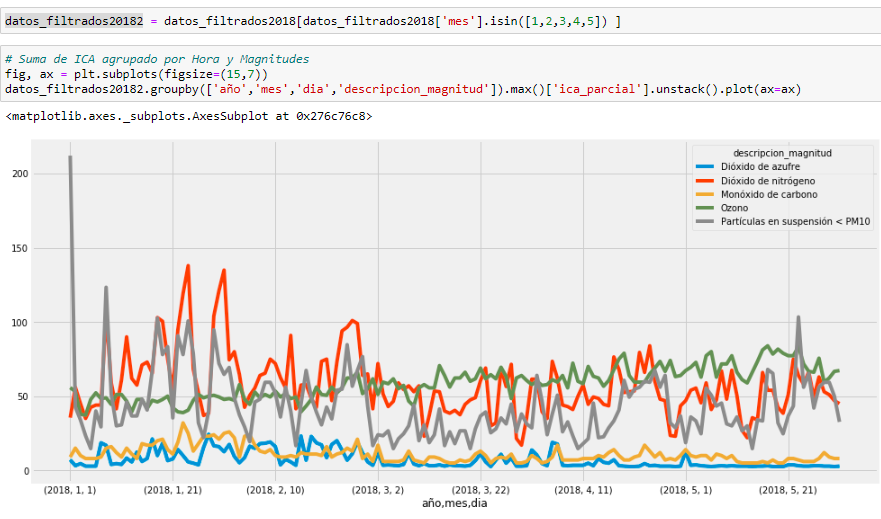 datos_filtrados20182 = datos_filtrados2018[datos_filtrados2018['mes'].isin([1,2,3,4,5]) ]
# Suma de ICA agrupado por Hora y Magnitudes
fig, ax = plt.subplots(figsize=(15,7))
datos_filtrados20182.groupby(['año','mes','dia','descripcion_magnitud']).max()['ica_parcial'].unstack().plot(ax=ax)
<matplotlib.axes._subplots.AxesSubplot at 0x276c76c8>
descripcion_magnitud
Dióxido de azufre
Dióxido de nitrógeno
Monóxido de carbono
Ozono
Partículas en suspensión < PM10
200
150
100
50
0
(2018, 1, 1) (2018, 1, 21) (2018, 2, 10) (2018, 3, 2) (2018, 3, 22) (2018, 4, 11) (2018, 5, 1) (2018, 5, 21)
año,mes,dia